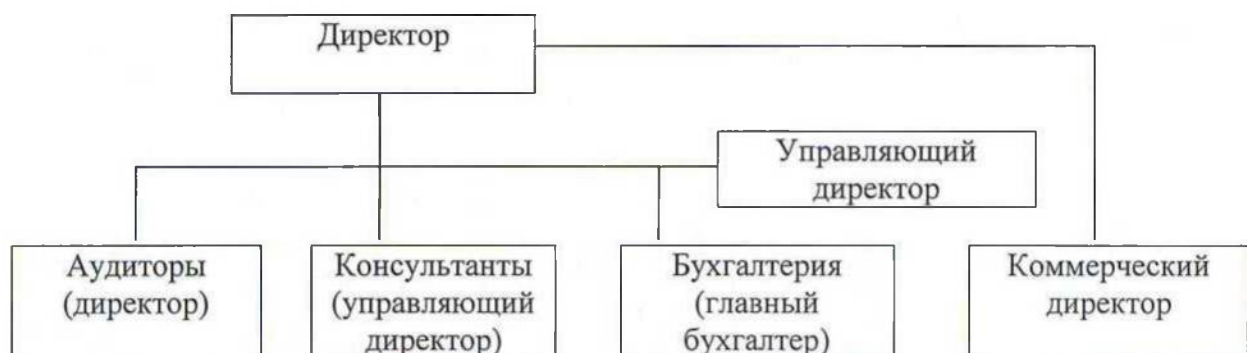 Директор
Управляющий
директор
Аудиторы
(директор)
Консультанты
(управляющий
директор)
Бухгалтерия
(главный
бухгалтер)
Коммерческий
директор